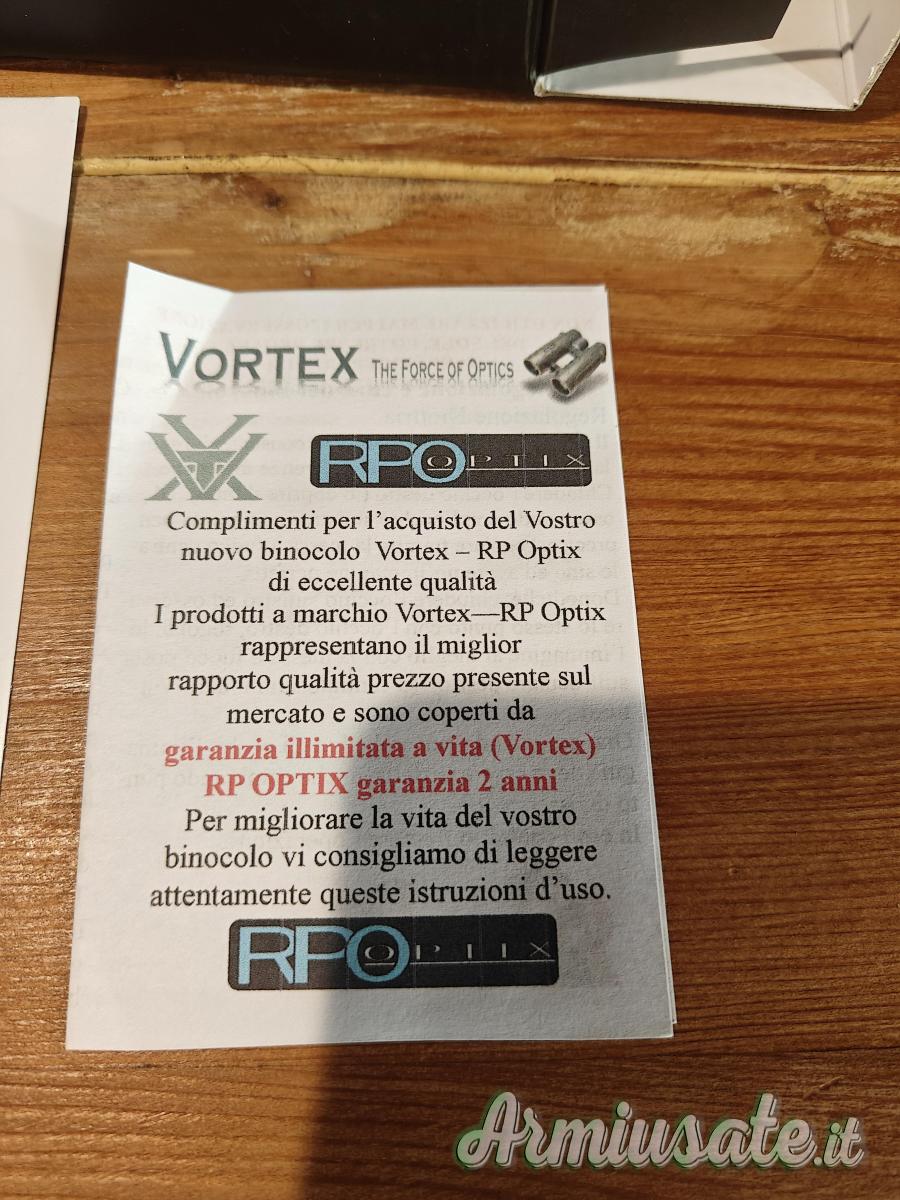 VORTEX THE FORCE OF OPTICS
RPO OPTIX
Complimenti per l'acquisto del Vostro
nuovo binocolo Vortex – RP Optix
di eccellente qualità
I prodotti a marchio Vortex—RP Optix
rappresentano il miglior
rapporto qualità prezzo presente sul
mercato e sono coperti da
garanzia illimitata a vita (Vortex)
RP OPTIX garanzia 2 anni
Per migliorare la vita del vostro
binocolo vi consigliamo di leggere
attentamente queste istruzioni d'uso.
RPO OPTIX
Armiusate.it